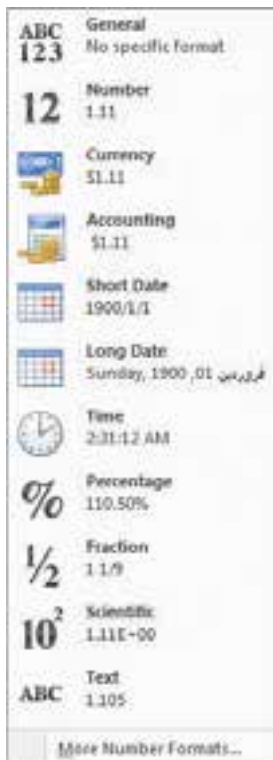 ABC
123
General
No specific format
12
Number
1.11
Currency
$1.11
Accounting
$1.11
Short Date
1900/1/1
Long Date
Sunday, 1900 ,01 فروردین
Time
2:31:12 AM
%
Percentage
110.50%
½
Fraction
1 1/9
10²
Scientific
1.11E+00
ABC
Text
1.105
More Number Formats...